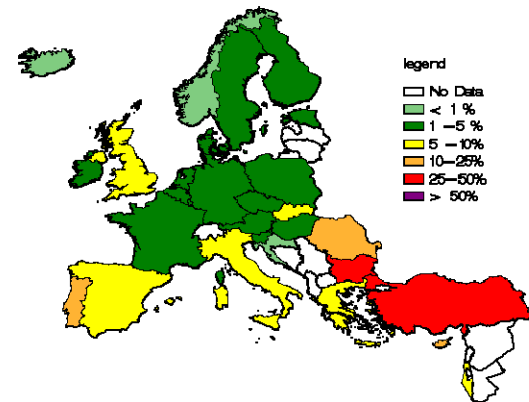 legend
No Data
< 1 %
1 –5 %
5 –10%
10–25%
25–50%
> 50%